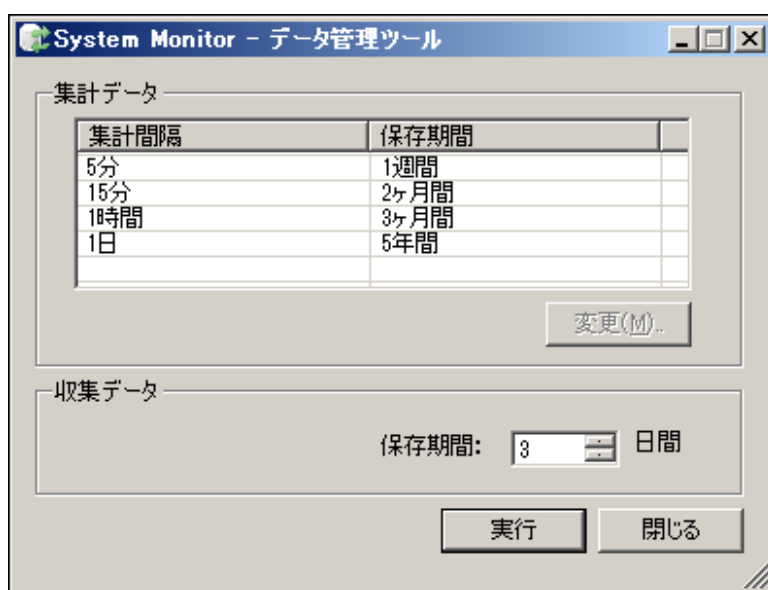 System Monitor - データ管理ツール
集計データ
集計間隔 保存期間
5分 1週間
15分 2ヶ月間
1時間 3ヶ月間
1日 5年間
変更(M)..
収集データ
保存期間: 3 日間
実行 閉じる